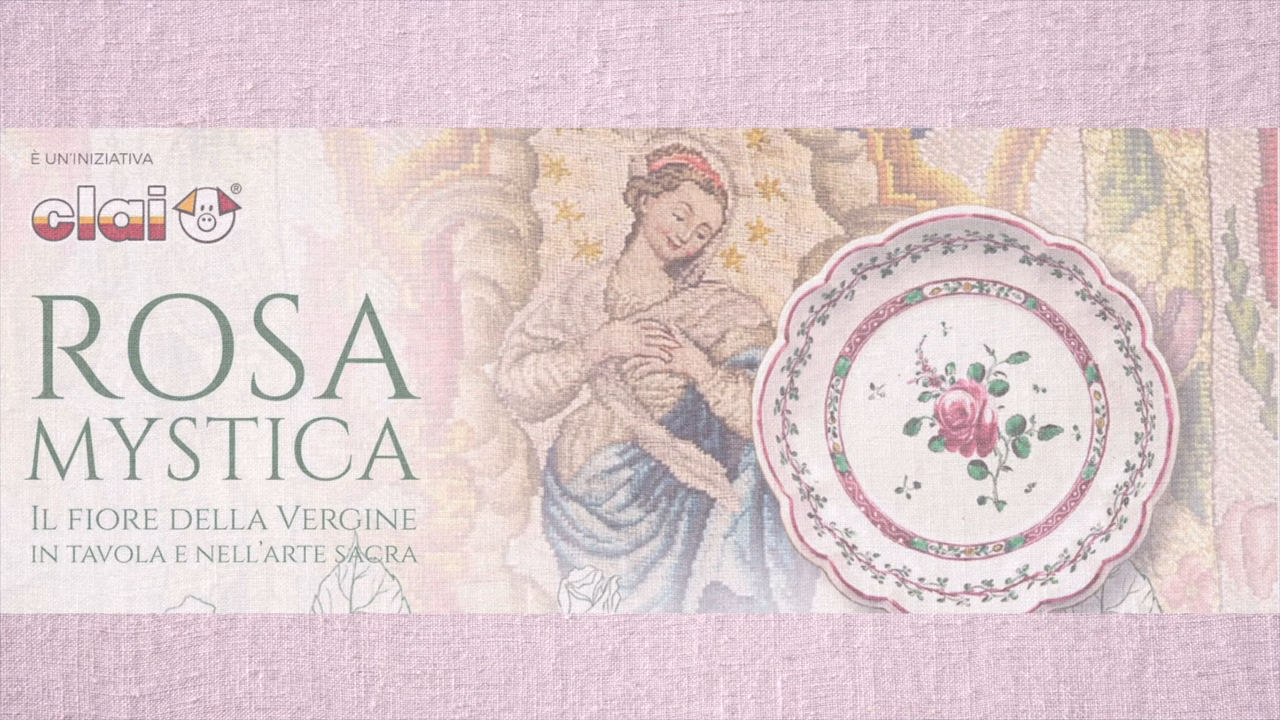 È UN'INIZIATIVA
clai®
ROSA
MYSTICA
IL FIORE DELLA VERGINE
IN TAVOLA E NELL'ARTE SACRA